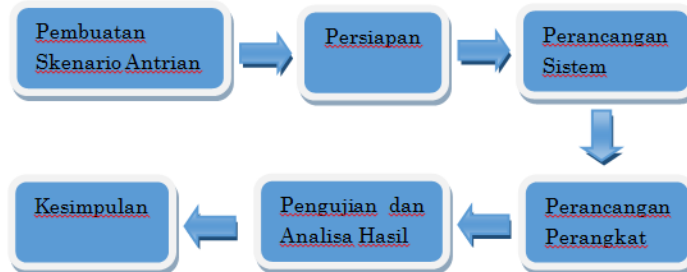 Pembuatan
Skenario Antrian
Persiapan
Perancangan
Sistem
Perancangan
Perangkat
Pengujian dan
Analisa Hasil
Kesimpulan